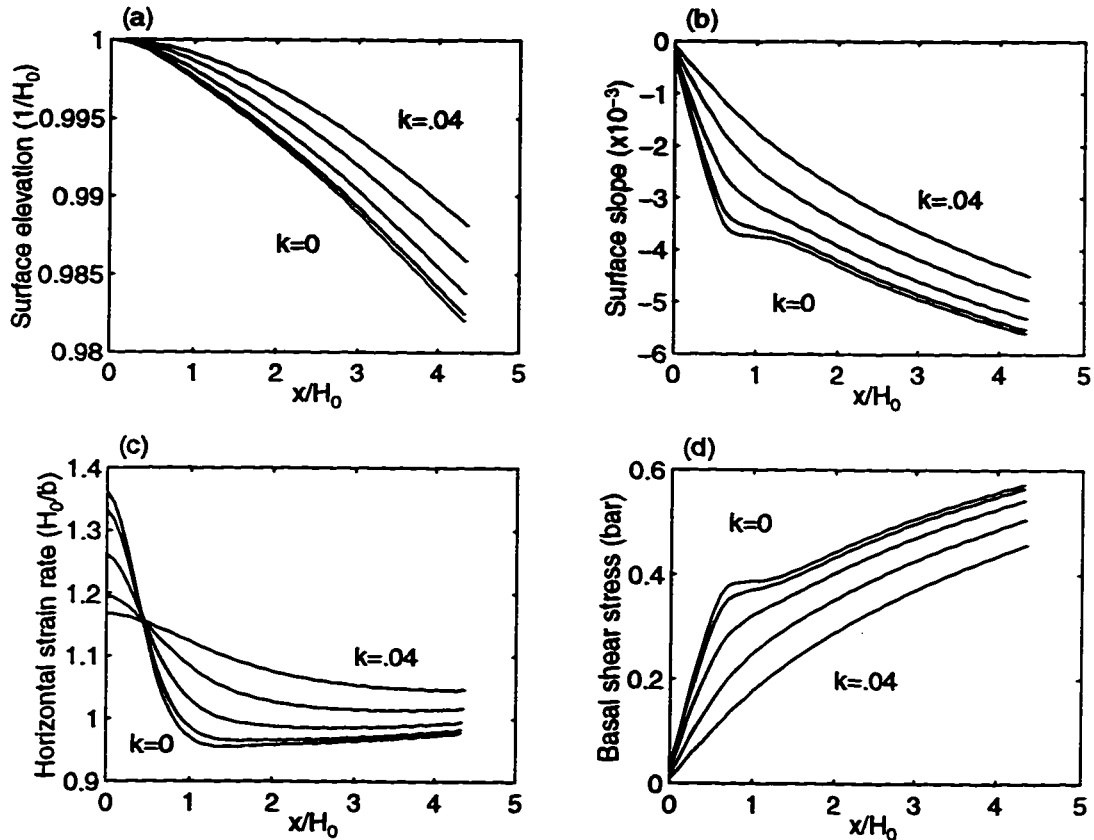 (a)
Surface elevation (1/H₀)
1
0.995
0.99
0.985
0.98
k=.04
k=0
0 1 2 3 4 5
x/H₀
(b)
Surface slope (x10⁻³)
0
−1
−2
−3
−4
−5
−6
k=.04
k=0
0 1 2 3 4 5
x/H₀
(c)
Horizontal strain rate (H₀/b)
1.4
1.3
1.2
1.1
1
0.9
k=.04
k=0
0 1 2 3 4 5
x/H₀
(d)
Basal shear stress (bar)
0.6
0.4
0.2
0
k=0
k=.04
0 1 2 3 4 5
x/H₀